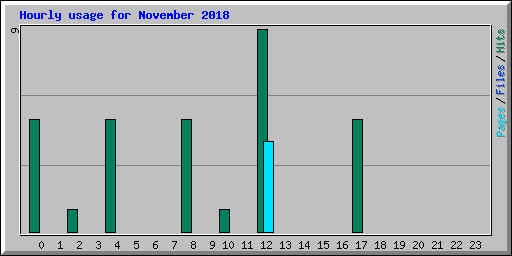 Hourly usage for November 2018
9
Pages/Files/Hits
0 1 2 3 4 5 6 7 8 9 10 11 12 13 14 15 16 17 18 19 20 21 22 23